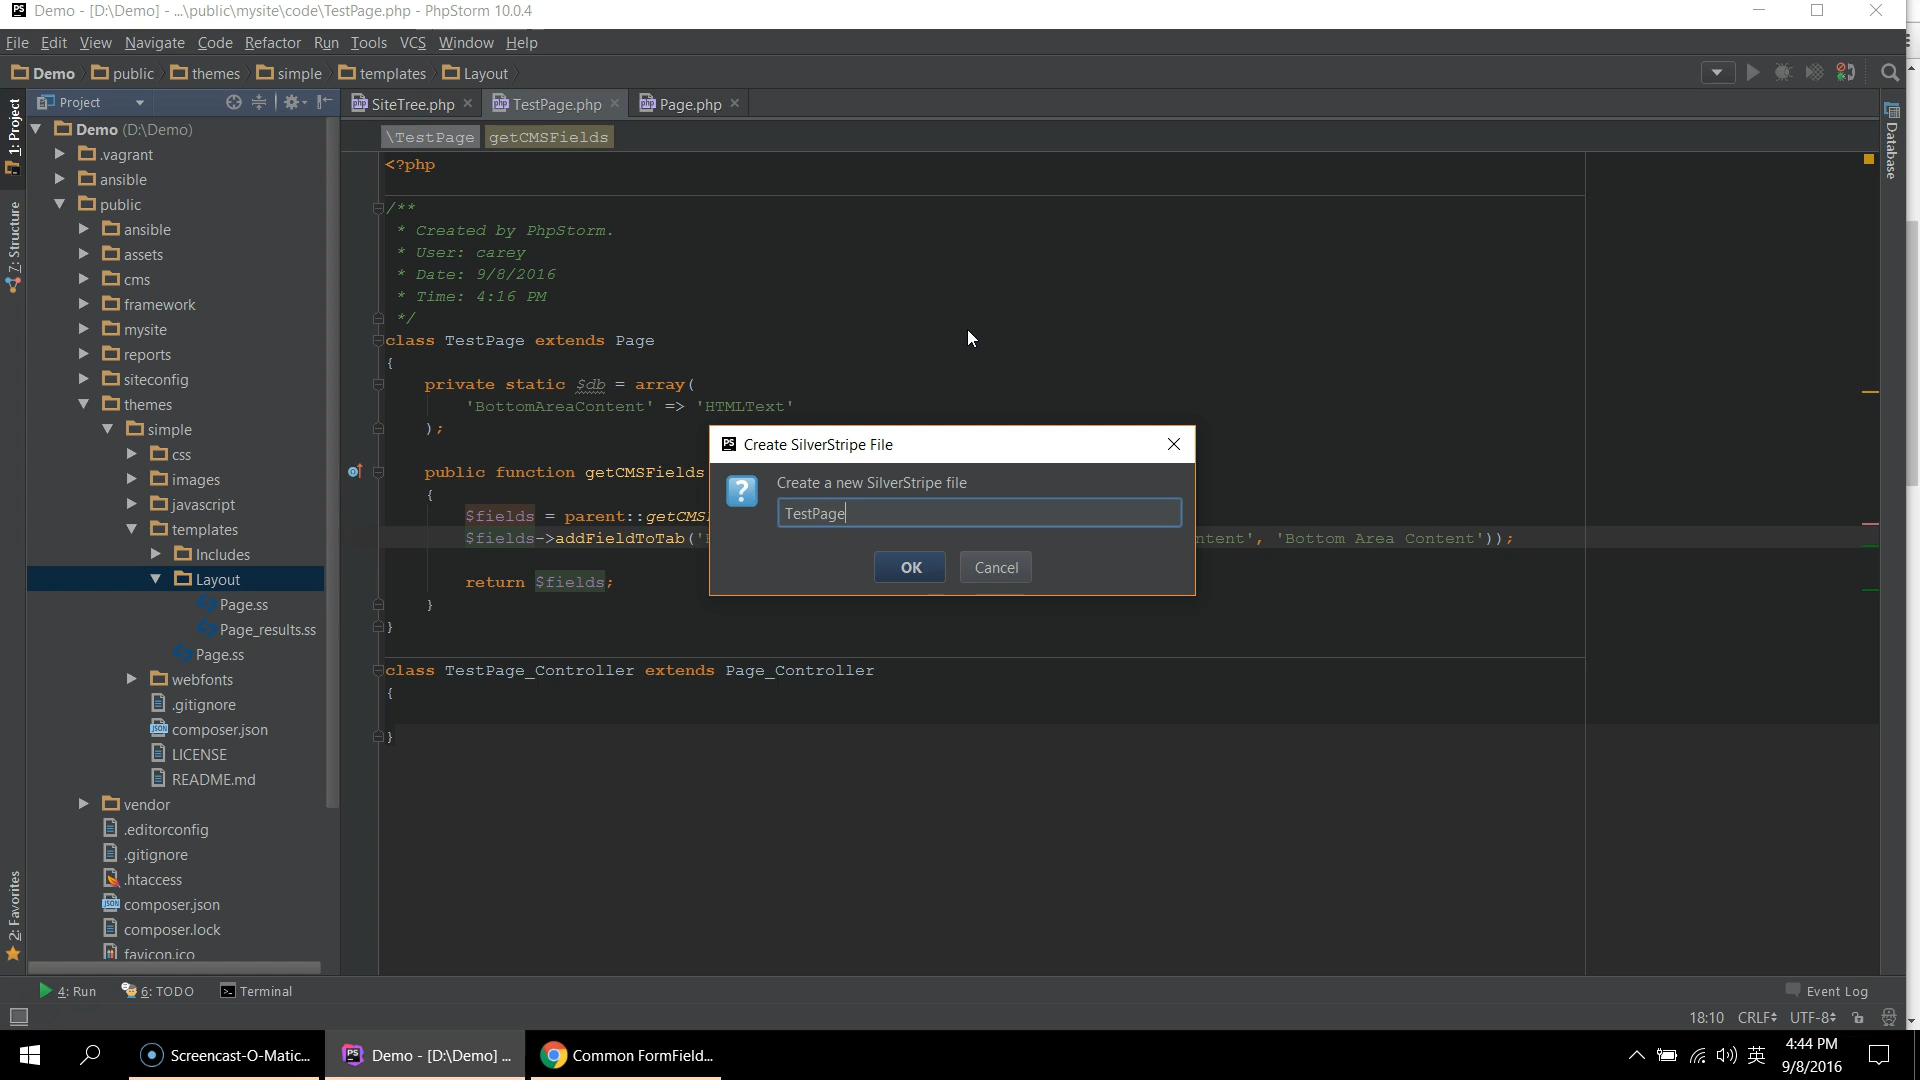 Demo - [D:\Demo] - ...\public\mysite\code\TestPage.php - PhpStorm 10.0.4
File Edit View Navigate Code Refactor Run Tools VCS Window Help
Demo public themes simple templates Layout
Project
SiteTree.php TestPage.php Page.php
\TestPage getCMSFields
1: Project
7: Structure
2: Favorites
Database
Demo (D:\Demo)
.vagrant
ansible
public
ansible
assets
cms
framework
mysite
reports
siteconfig
themes
simple
css
images
javascript
templates
Includes
Layout
Page.ss
Page_results.ss
Page.ss
webfonts
.gitignore
composer.json
LICENSE
README.md
vendor
.editorconfig
.gitignore
.htaccess
composer.json
composer.lock
favicon.ico
<?php
/**
* Created by PhpStorm.
* User: carey
* Date: 9/8/2016
* Time: 4:16 PM
*/
class TestPage extends Page
{
private static $db = array(
'BottomAreaContent' => 'HTMLText'
);
public function getCMSFields
{
$fields = parent::getCMS
$fields->addFieldToTab(' ntent', 'Bottom Area Content'));
return $fields;
}
}
class TestPage_Controller extends Page_Controller
{
}
Create SilverStripe File
Create a new SilverStripe file
TestPage
OK Cancel
4: Run 6: TODO Terminal Event Log
18:10 CRLF UTF-8
Screencast-O-Matic... Demo - [D:\Demo] ... Common FormField...
英
4:44 PM
9/8/2016